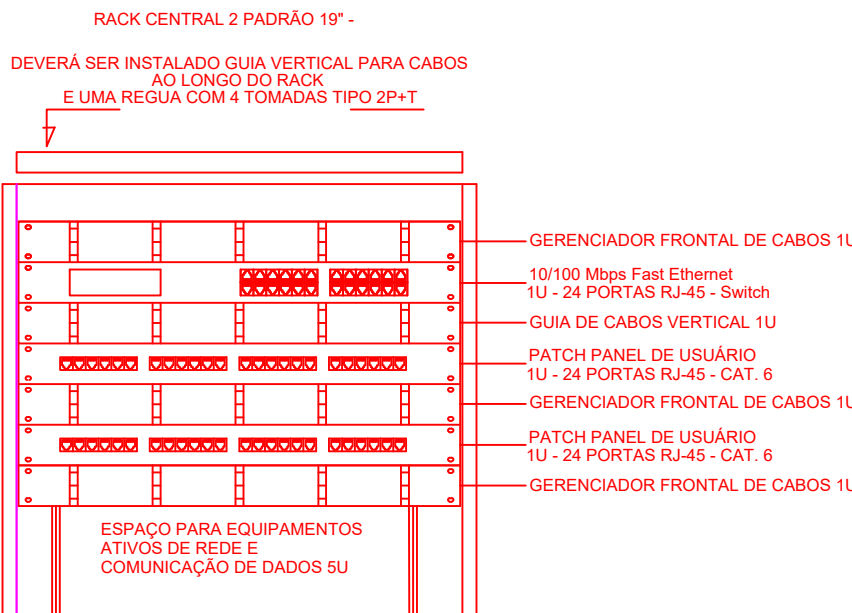 RACK CENTRAL 2 PADRÃO 19" -
DEVERÁ SER INSTALADO GUIA VERTICAL PARA CABOS
AO LONGO DO RACK
E UMA REGUA COM 4 TOMADAS TIPO 2P+T
GERENCIADOR FRONTAL DE CABOS 1U
10/100 Mbps Fast Ethernet
1U - 24 PORTAS RJ-45 - Switch
GUIA DE CABOS VERTICAL 1U
PATCH PANEL DE USUÁRIO
1U - 24 PORTAS RJ-45 - CAT. 6
GERENCIADOR FRONTAL DE CABOS 1U
PATCH PANEL DE USUÁRIO
1U - 24 PORTAS RJ-45 - CAT. 6
GERENCIADOR FRONTAL DE CABOS 1U
ESPAÇO PARA EQUIPAMENTOS
ATIVOS DE REDE E
COMUNICAÇÃO DE DADOS 5U